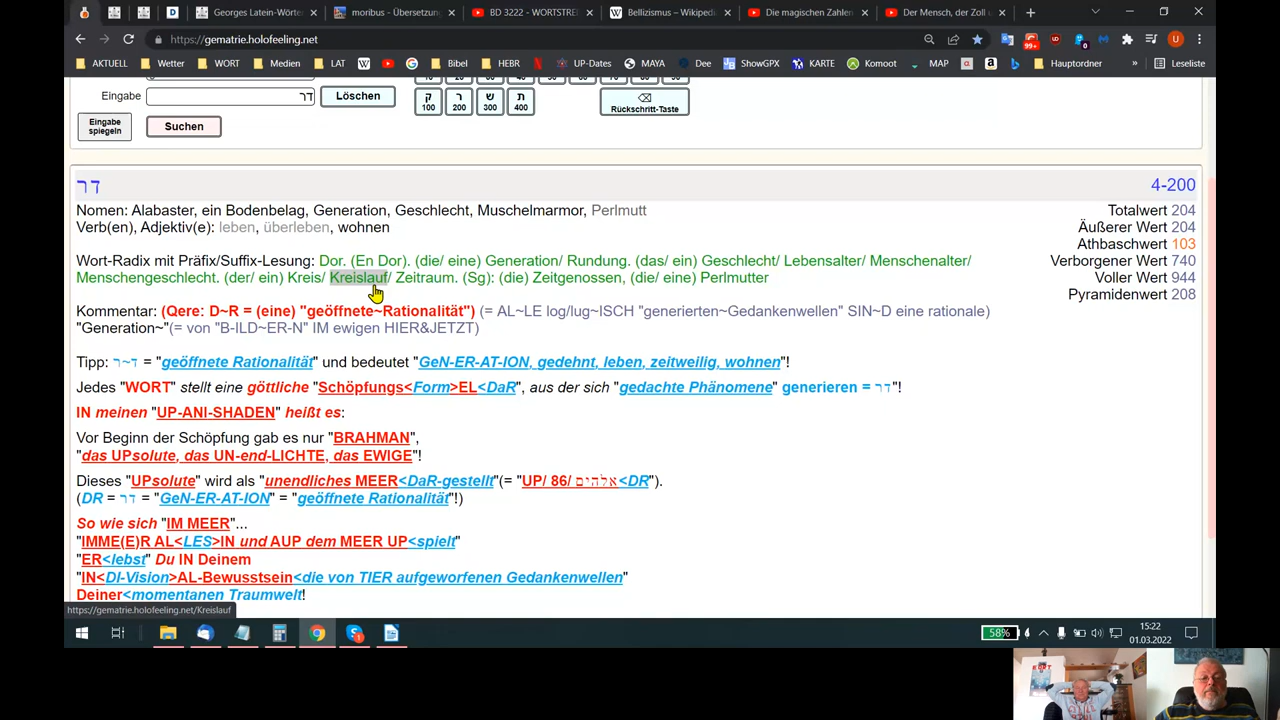 Georges Latein-Wörter
moribus - Übersetzung
BD 3222 - WORTSTRE
Bellizismus – Wikipedi
Die magischen Zahlen
Der Mensch, der Zoll u
https://gematrie.holofeeling.net
99+
U
AKTUELL Wetter WORT Medien LAT Bibel HEBR UP-Dates MAYA Dee ShowGPX KARTE Komoot MAP Hauptordner » Leseliste
Eingabe דר Löschen
ק 100 ר 200 ש 300 ת 400 Rückschritt-Taste
Eingabe spiegeln Suchen
דר 4-200
Nomen: Alabaster, ein Bodenbelag, Generation, Geschlecht, Muschelmarmor, Perlmutt Totalwert 204
Verb(en), Adjektiv(e): leben, überleben, wohnen Äußerer Wert 204
Athbaschwert 103
Wort-Radix mit Präfix/Suffix-Lesung: Dor. (En Dor). (die/ eine) Generation/ Rundung. (das/ ein) Geschlecht/ Lebensalter/ Menschenalter/ Verborgener Wert 740
Menschengeschlecht. (der/ ein) Kreis/ Kreislauf/ Zeitraum. (Sg): (die) Zeitgenossen, (die/ eine) Perlmutter Voller Wert 944
Pyramidenwert 208
Kommentar: (Qere: D~R = (eine) "geöffnete~Rationalität") (= AL~LE log/lug~ISCH "generierten~Gedankenwellen" SIN~D eine rationale)
"Generation~"(= von "B-ILD~ER-N" IM ewigen HIER&JETZT)
Tipp: ד~ר = "geöffnete Rationalität" und bedeutet "GeN-ER-AT-ION, gedehnt, leben, zeitweilig, wohnen"!
Jedes "WORT" stellt eine göttliche "Schöpfungs<Form>EL<DaR", aus der sich "gedachte Phänomene" generieren = דר"!
IN meinen "UP-ANI-SHADEN" heißt es:
Vor Beginn der Schöpfung gab es nur "BRAHMAN",
"das UPsolute, das UN-end-LICHTE, das EWIGE"!
Dieses "UPsolute" wird als "unendliches MEER<DaR-gestellt"(= "UP/ 86/ אלהים<DR").
(DR = דר = "GeN-ER-AT-ION" = "geöffnete Rationalität"!)
So wie sich "IM MEER"...
"IMME(E)R AL<LES>IN und AUP dem MEER UP<spielt"
"ER<lebst" Du IN Deinem
"IN<DI-Vision>AL-Bewusstsein<die von TIER aufgeworfenen Gedankenwellen"
Deiner<momentanen Traumwelt!
https://gematrie.holofeeling.net/Kreislauf
58% 15:22
01.03.2022